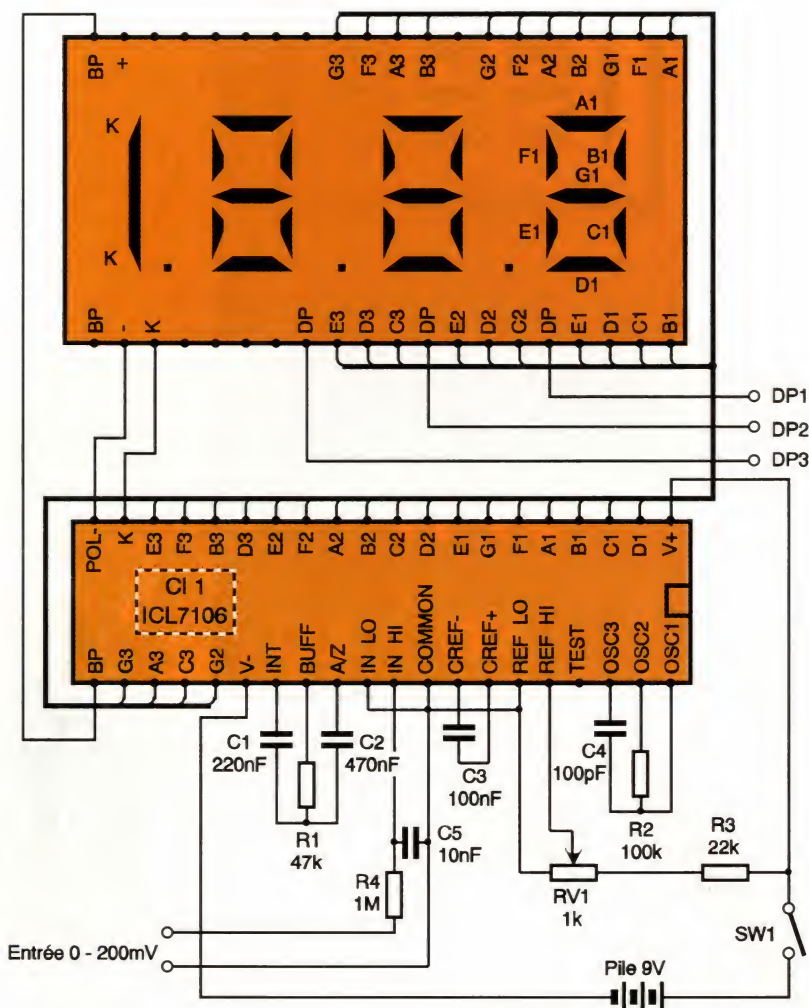 BP + G3 F3 A3 B3 G2 F2 A2 B2 G1 F1 A1
A1
K
F1 B1
G1
E1 C1
K
D1
BP - K DP E3 D3 C3 DP E2 D2 C2 DP E1 D1 C1 B1
DP1
DP2
DP3
POL- K E3 F3 B3 D3 E2 F2 A2 B2 C2 D2 E1 G1 F1 A1 B1 C1 D1 V+
CI 1
ICL7106
BP G3 A3 C3 G2 V- INT BUFF A/Z IN LO IN HI COMMON CREF- CREF+ REF LO REF HI TEST OSC3 OSC2 OSC1
C1
220nF
C2
470nF
C3
100nF
C4
100pF
R1
47k
C5
10nF
R2
100k
R3
22k
R4
1M
RV1
1k
SW1
Entrée 0 - 200mV
Pile 9V